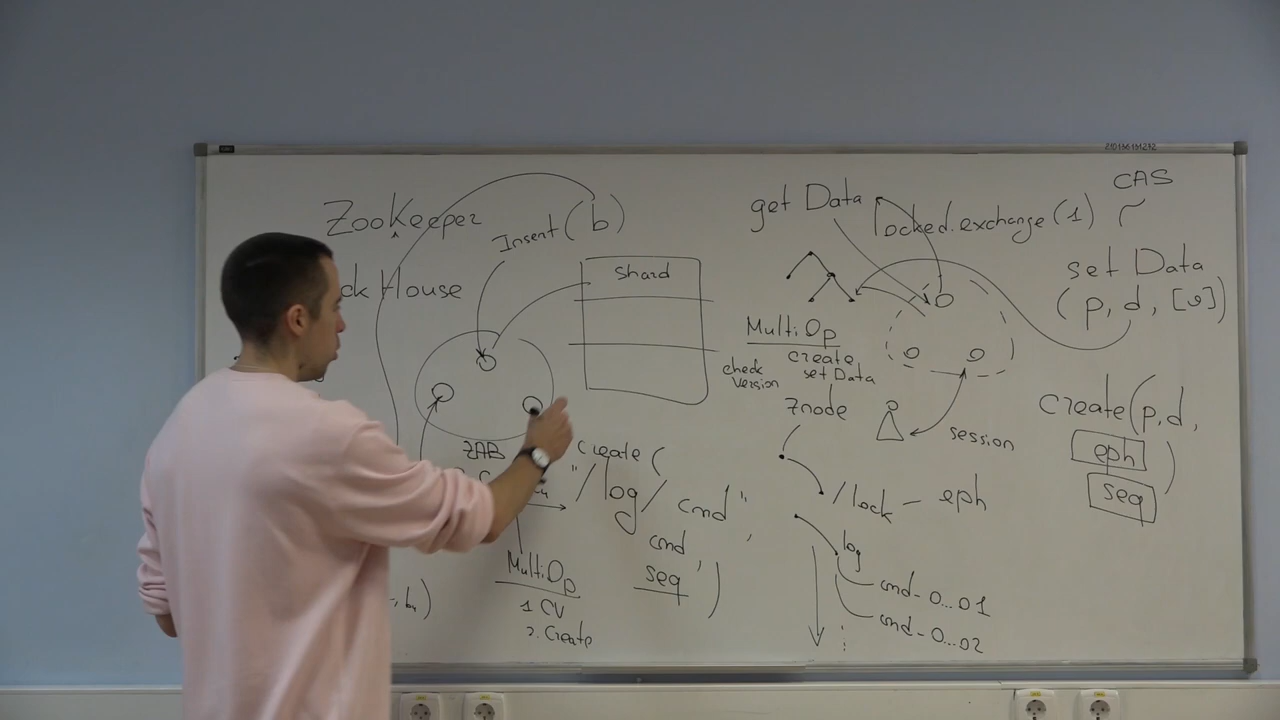 210136131272
CAS
ZooKeeper
Insert(b)
ck House
Shard
ZAB
create(
"/log/cmd",
cmd,
seq)
MultiOp
1 CV
2. Create
get Data
locked.exchange(1)
set Data
(p, d, [v])
MultiOp
create
set Data
check
version
Znode
session
create(p,d,
eph
seq)
/lock - eph
log
cmd-0...01
cmd-0...02